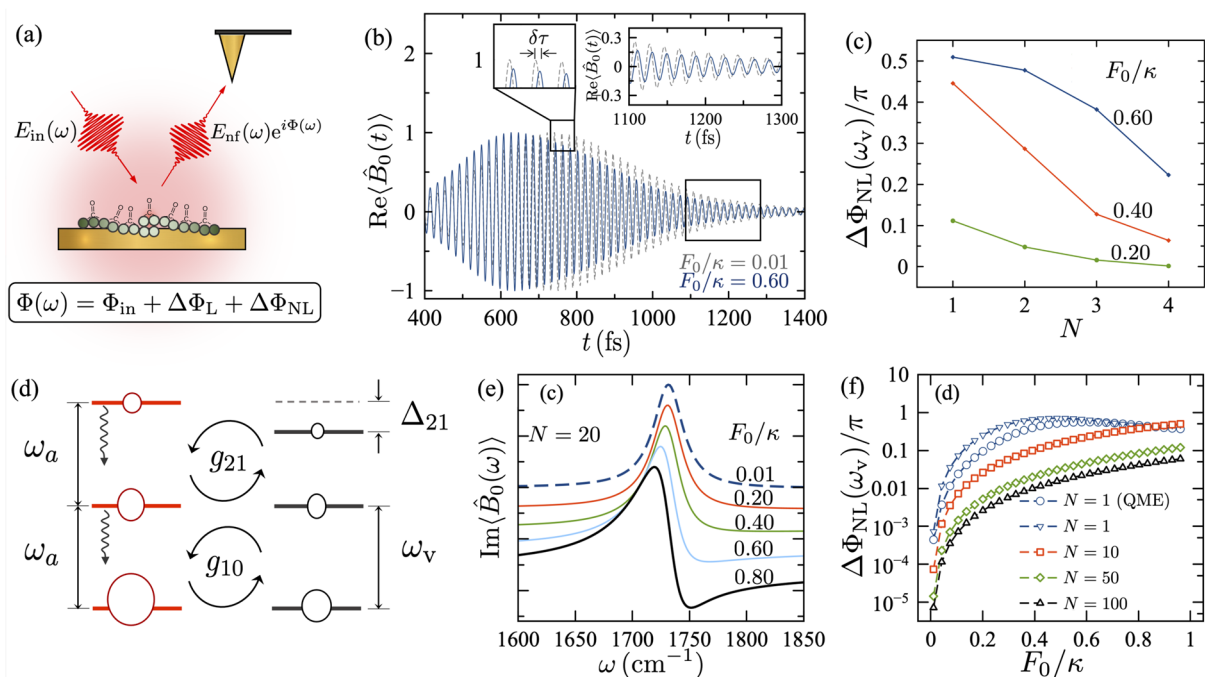 (a)
E_in(ω)
E_nf(ω)e^{iΦ(ω)}
Φ(ω) = Φ_in + ΔΦ_L + ΔΦ_NL
(b)
Re⟨B̂_0(t)⟩
2
1
0
-1
1
δτ
Re⟨B̂_0(t)⟩
0.3
0
-0.3
1100
1200
1300
t (fs)
F_0/κ = 0.01
F_0/κ = 0.60
400
600
800
1000
1200
1400
t (fs)
(c)
ΔΦ_NL(ω_v)/π
0.5
0.4
0.3
0.2
0.1
0
F_0/κ
0.60
0.40
0.20
1
2
3
4
N
(d)
ω_a
ω_a
g_21
g_10
Δ_21
ω_v
(e)
(c)
Im⟨B̂_0(ω)⟩
N = 20
F_0/κ
0.01
0.20
0.40
0.60
0.80
1600
1650
1700
1750
1800
1850
ω (cm^{-1})
(f)
(d)
ΔΦ_NL(ω_v)/π
10
1
0.1
0.01
10^{-3}
10^{-4}
10^{-5}
N = 1 (QME)
N = 1
N = 10
N = 50
N = 100
0
0.2
0.4
0.6
0.8
1
F_0/κ